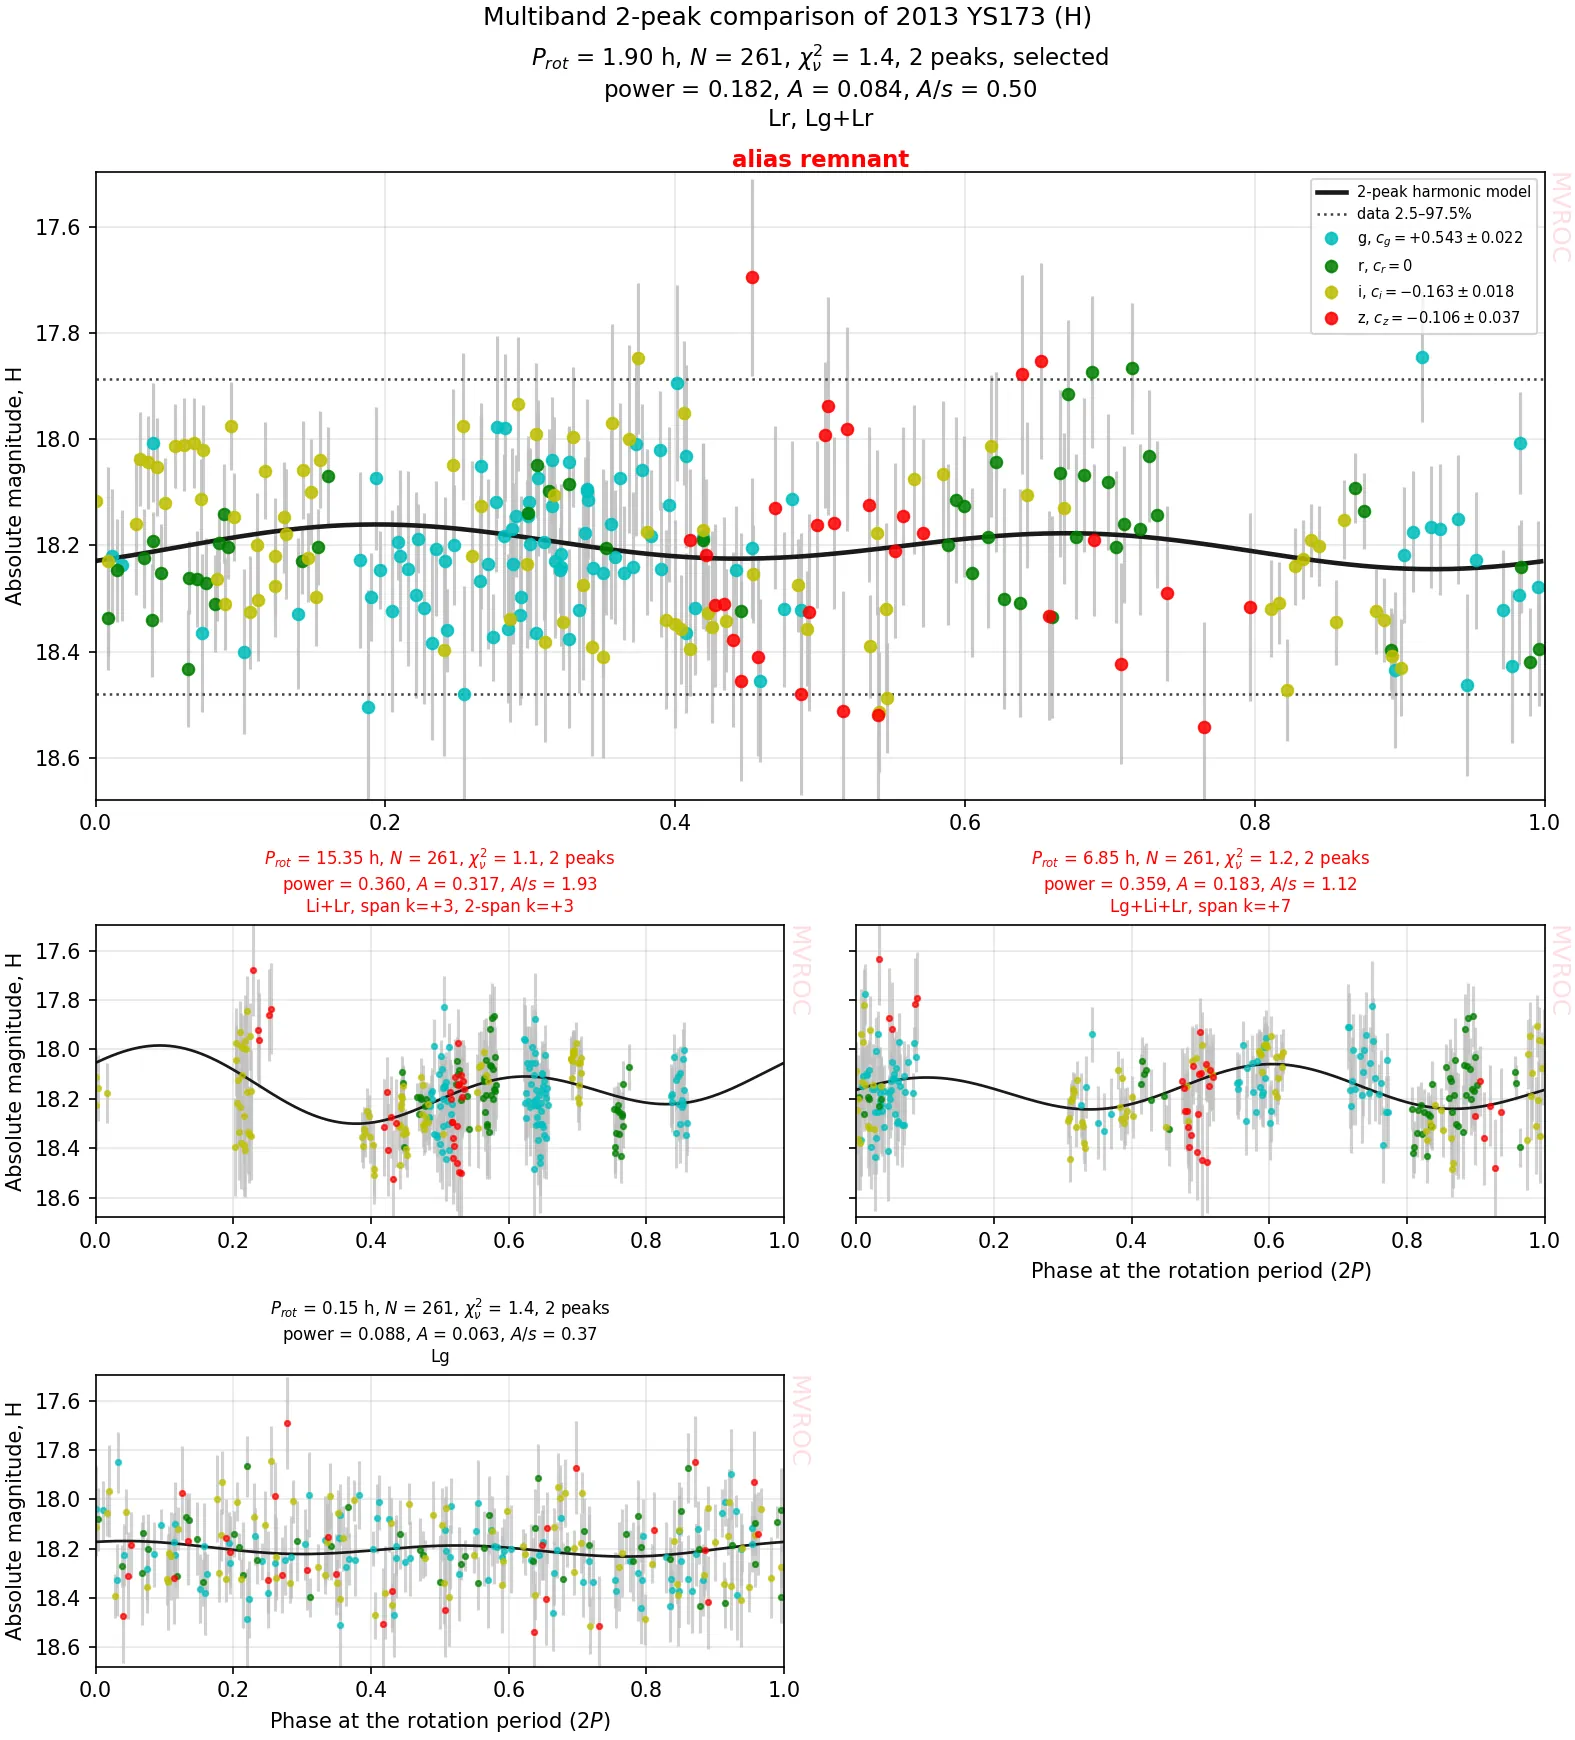 Multiband 2-peak comparison of 2013 YS173 (H)
P_rot = 1.90 h, N = 261, χ²_ν = 1.4, 2 peaks, selected
power = 0.182, A = 0.084, A/s = 0.50
Lr, Lg+Lr
alias remnant
2-peak harmonic model
data 2.5–97.5%
g, c_g = +0.543 ± 0.022
r, c_r = 0
i, c_i = −0.163 ± 0.018
z, c_z = −0.106 ± 0.037
MVROC
Absolute magnitude, H
17.6
17.8
18.0
18.2
18.4
18.6
0.0 0.2 0.4 0.6 0.8 1.0
P_rot = 15.35 h, N = 261, χ²_ν = 1.1, 2 peaks
power = 0.360, A = 0.317, A/s = 1.93
Li+Lr, span k=+3, 2-span k=+3
MVROC
Absolute magnitude, H
17.6
17.8
18.0
18.2
18.4
18.6
0.0 0.2 0.4 0.6 0.8 1.0
P_rot = 6.85 h, N = 261, χ²_ν = 1.2, 2 peaks
power = 0.359, A = 0.183, A/s = 1.12
Lg+Li+Lr, span k=+7
MVROC
0.0 0.2 0.4 0.6 0.8 1.0
Phase at the rotation period (2P)
P_rot = 0.15 h, N = 261, χ²_ν = 1.4, 2 peaks
power = 0.088, A = 0.063, A/s = 0.37
Lg
MVROC
Absolute magnitude, H
17.6
17.8
18.0
18.2
18.4
18.6
0.0 0.2 0.4 0.6 0.8 1.0
Phase at the rotation period (2P)